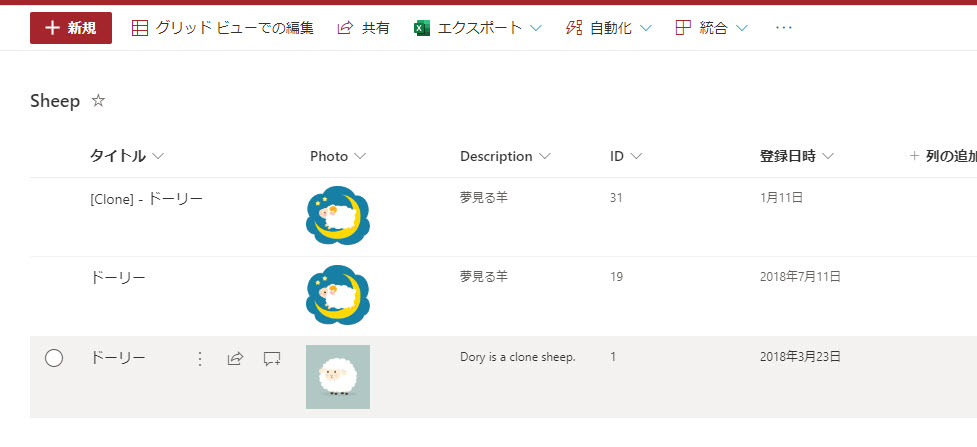 新規 グリッド ビューでの編集 共有 エクスポート 自動化 統合 ···
Sheep
タイトル Photo Description ID 登録日時 + 列の追加
[Clone] - ドーリー 夢見る羊 31 1月11日
ドーリー 夢見る羊 19 2018年7月11日
ドーリー Dory is a clone sheep. 1 2018年3月23日